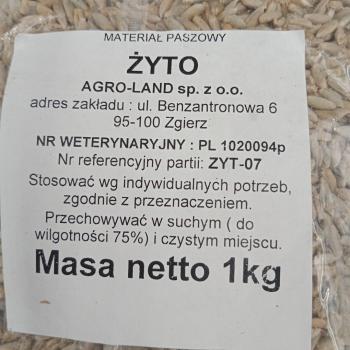 MATERIAŁ PASZOWY
ŻYTO
AGRO-LAND sp. z o.o.
adres zakładu : ul. Benzantronowa 6
95-100 Zgierz
NR WETERYNARYJNY : PL 1020094p
Nr referencyjny partii: ZYT-07
Stosować wg indywidualnych potrzeb,
zgodnie z przeznaczeniem.
Przechowywać w suchym ( do
wilgotności 75%) i czystym miejscu.
Masa netto 1kg